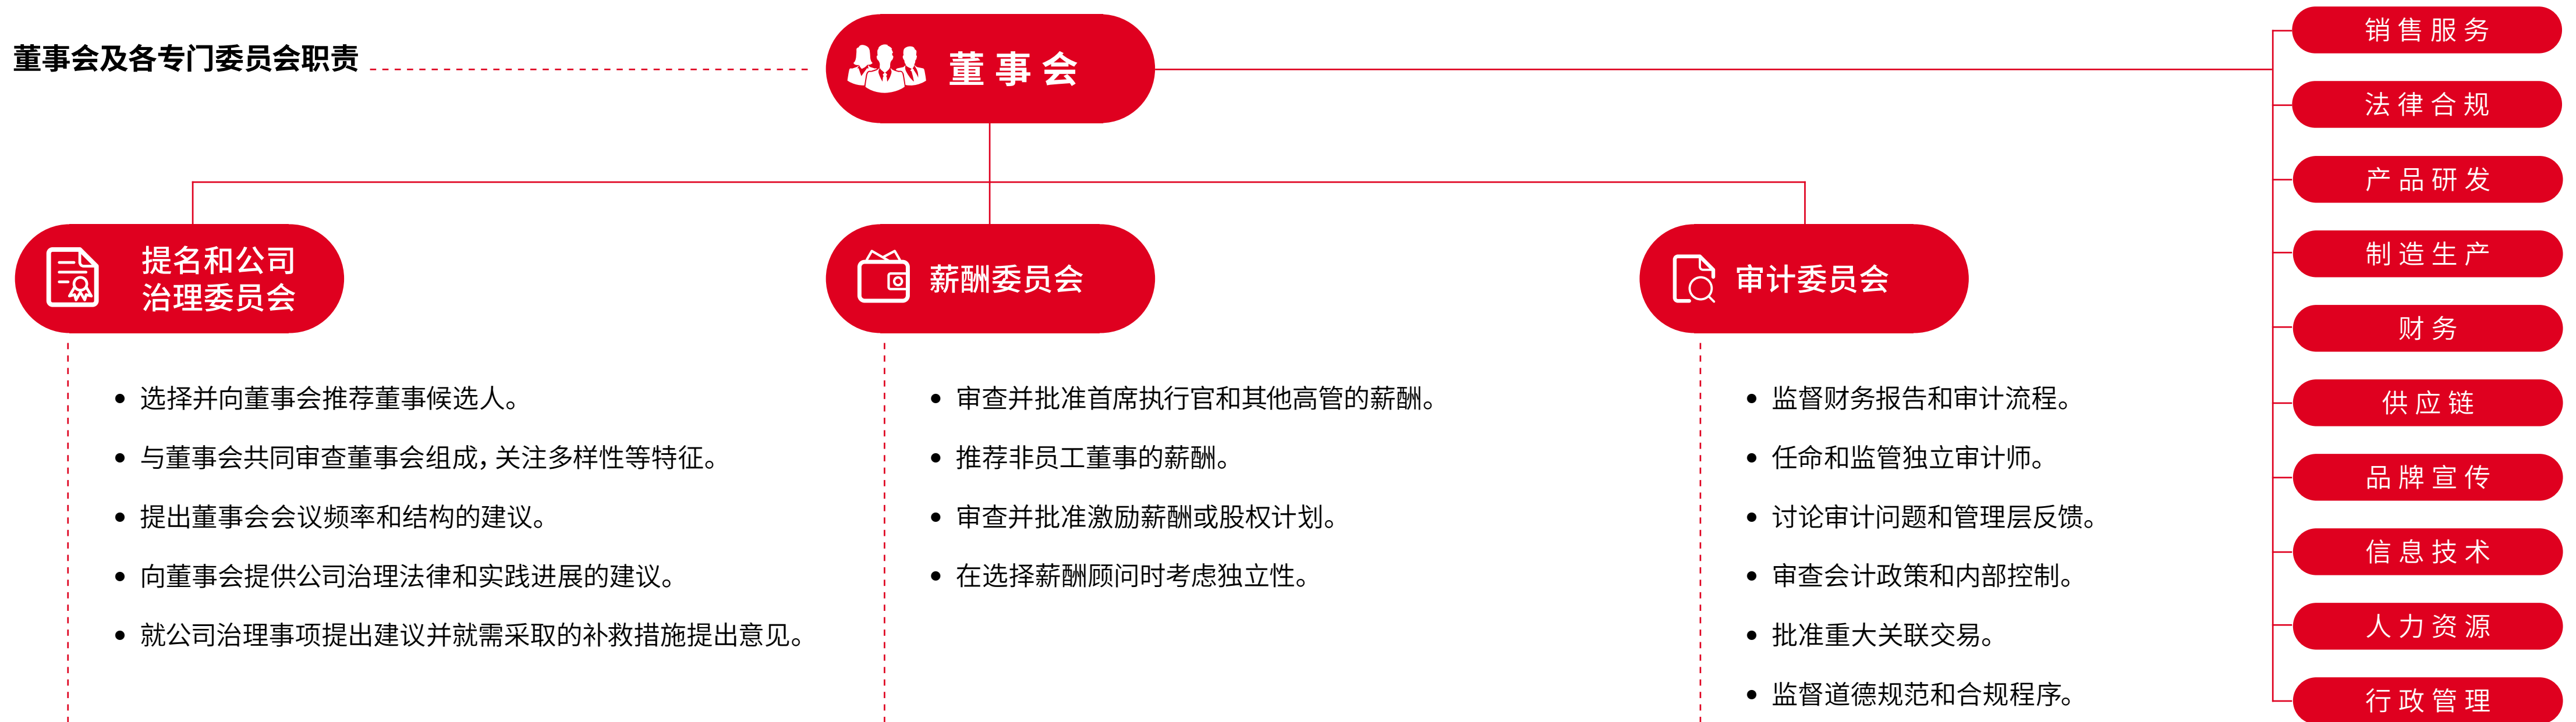 董事会及各专门委员会职责
董事会
提名和公司
治理委员会
选择并向董事会推荐董事候选人。
与董事会共同审查董事会组成，关注多样性等特征。
提出董事会会议频率和结构的建议。
向董事会提供公司治理法律和实践进展的建议。
就公司治理事项提出建议并就需采取的补救措施提出意见。
薪酬委员会
审查并批准首席执行官和其他高管的薪酬。
推荐非员工董事的薪酬。
审查并批准激励薪酬或股权计划。
在选择薪酬顾问时考虑独立性。
审计委员会
监督财务报告和审计流程。
任命和监管独立审计师。
讨论审计问题和管理层反馈。
审查会计政策和内部控制。
批准重大关联交易。
监督道德规范和合规程序。
销售服务
法律合规
产品研发
制造生产
财务
供应链
品牌宣传
信息技术
人力资源
行政管理